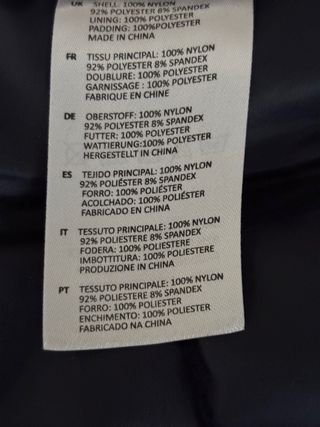 UK SHELL: 100% NYLON
92% POLYESTER 8% SPANDEX
LINING: 100% POLYESTER
PADDING: 100%POLYESTER
MADE IN CHINA
FR TISSU PRINCIPAL: 100% NYLON
92% POLYESTER 8% SPANDEX
DOUBLURE: 100% POLYESTER
GARNISSAGE : 100% POLYESTER
FABRIQUE EN CHINE
DE OBERSTOFF: 100% NYLON
92% POLYESTER 8% SPANDEX
FUTTER: 100% POLYESTER
WATTIERUNG:100% POLYESTER
HERGESTELLT IN CHINA
ES TEJIDO PRINCIPAL: 100% NYLON
92% POLIÉSTER 8% SPANDEX
FORRO: 100% POLIÉSTER
ACOLCHADO: 100% POLIÉSTER
FABRICADO EN CHINA
IT TESSUTO PRINCIPALE: 100% NYLON
92% POLIESTERE 8% SPANDEX
FODERA: 100% POLIESTERE
IMBOTTITURA: 100% POLIESTERE
PRODUZIONE IN CHINA
PT TESSUTO PRINCIPALE: 100% NYLON
92% POLIESTER 8% SPANDEX
FORRO: 100% POLIESTER
ENCHIMENTO: 100% POLIESTER
FABRICADO NA CHINA